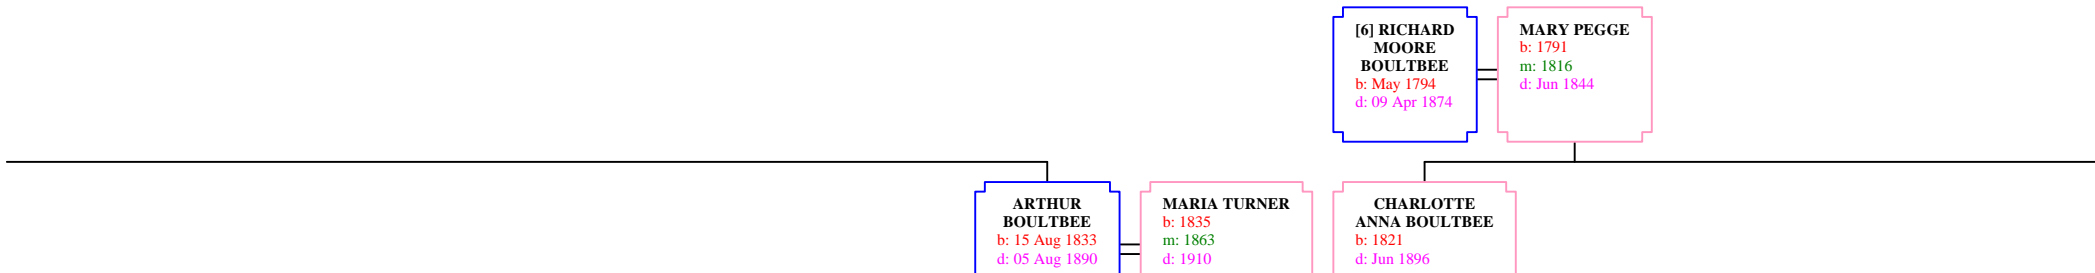 [6] RICHARD
MOORE
BOULTBEE
b: May 1794
d: 09 Apr 1874
MARY PEGGE
b: 1791
m: 1816
d: Jun 1844
ARTHUR
BOULTBEE
b: 15 Aug 1833
d: 05 Aug 1890
MARIA TURNER
b: 1835
m: 1863
d: 1910
CHARLOTTE
ANNA BOULTBEE
b: 1821
d: Jun 1896